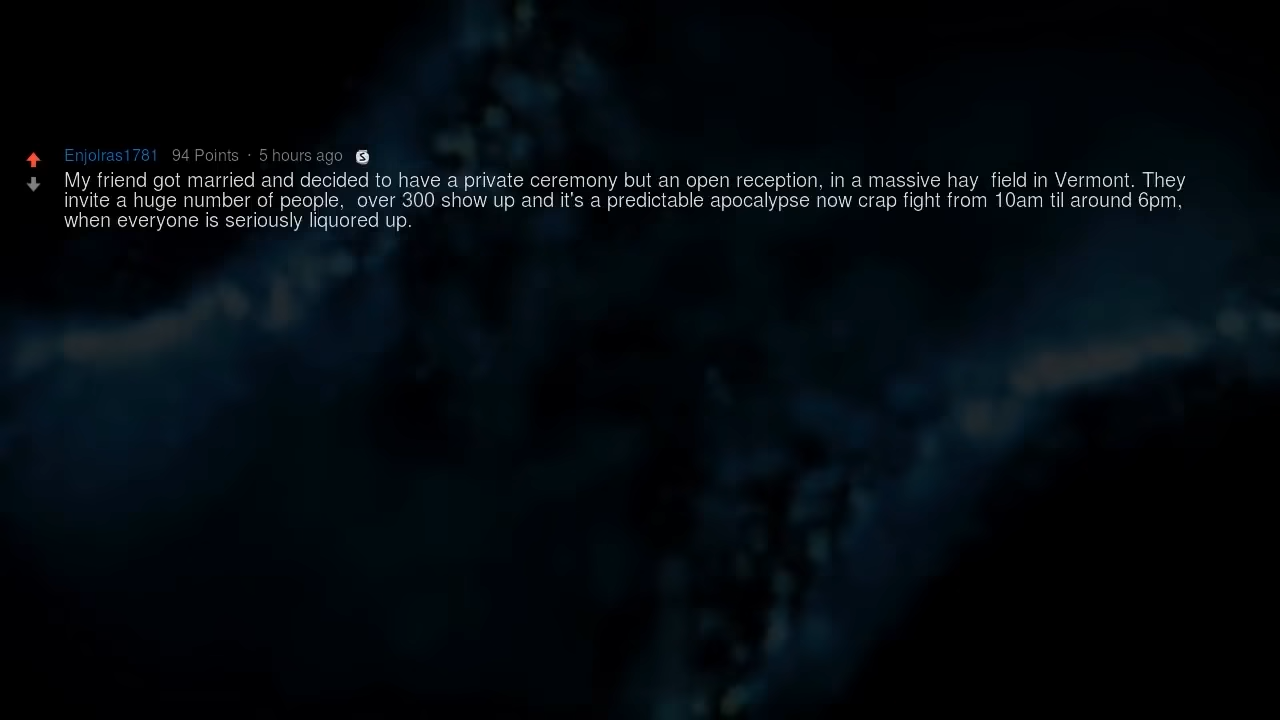 Enjolras1781 94 Points · 5 hours ago S
My friend got married and decided to have a private ceremony but an open reception, in a massive hay  field in Vermont. They
invite a huge number of people,  over 300 show up and it's a predictable apocalypse now crap fight from 10am til around 6pm,
when everyone is seriously liquored up.